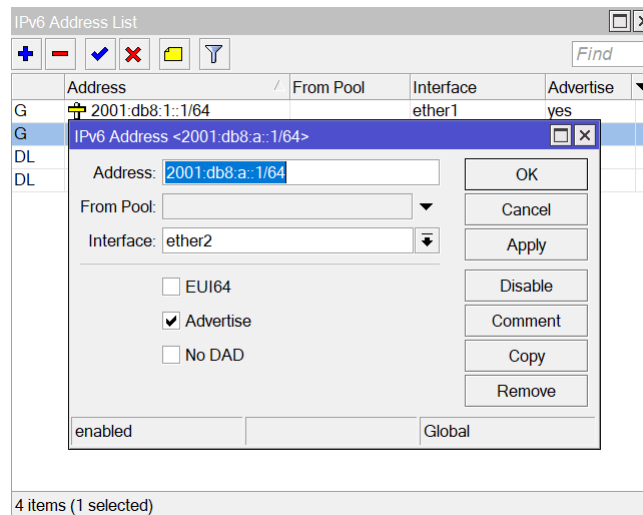 IPv6 Address List
Find
Address From Pool Interface Advertise
G 2001:db8:1::1/64 ether1 yes
G
DL
DL
IPv6 Address <2001:db8:a::1/64>
Address: 2001:db8:a::1/64 OK
From Pool: Cancel
Interface: ether2 Apply
EUI64 Disable
Advertise Comment
No DAD Copy
Remove
enabled Global
4 items (1 selected)